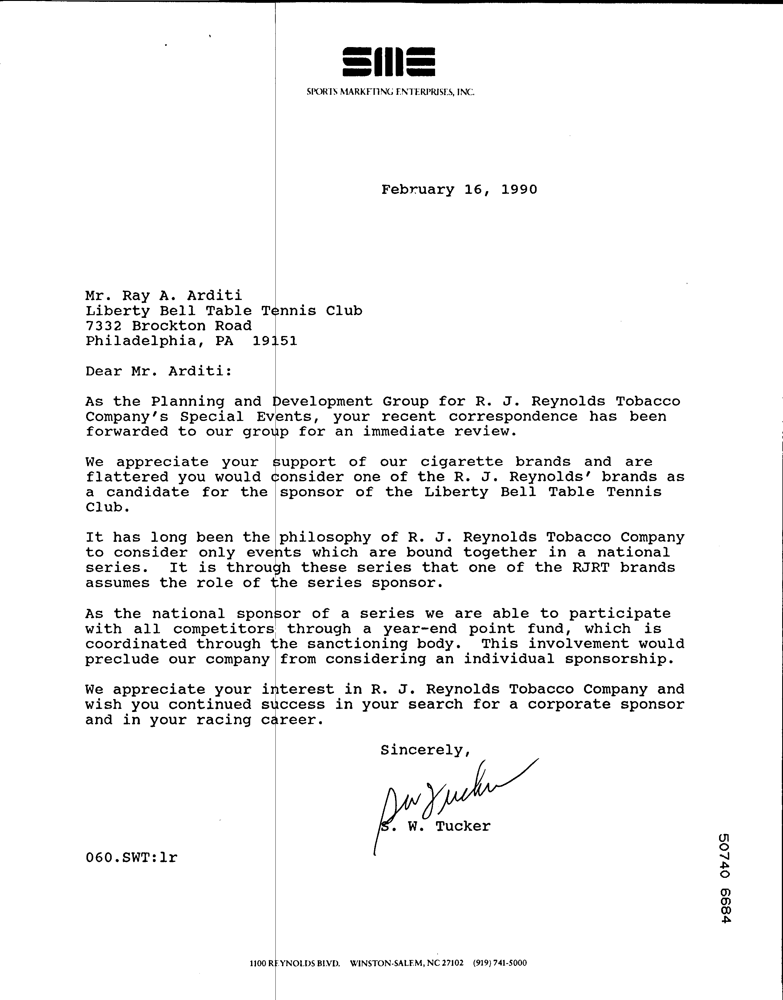 SME
SPORTS MARKETING ENTERPRISES, INC.
February 16, 1990
Mr. Ray A. Arditi
Liberty Bell Table Tennis Club
7332 Brockton Road
Philadelphia, PA 19151
Dear Mr. Arditi:
As the Planning and Development Group for R. J. Reynolds Tobacco
Company's Special Events, your recent correspondence has been
forwarded to our group for an immediate review.
We appreciate your support of our cigarette brands and are
flattered you would consider one of the R. J. Reynolds' brands as
a candidate for the sponsor of the Liberty Bell Table Tennis
Club.
It has long been the philosophy of R. J. Reynolds Tobacco Company
to consider only events which are bound together in a national
series. It is through these series that one of the RJRT brands
assumes the role of the series sponsor.
As the national sponsor of a series we are able to participate
with all competitors through a year-end point fund, which is
coordinated through the sanctioning body. This involvement would
preclude our company from considering an individual sponsorship.
We appreciate your interest in R. J. Reynolds Tobacco Company and
wish you continued success in your search for a corporate sponsor
and in your racing career.
Sincerely,
SW Tucker
S. W. Tucker
060.SWT:lr
50740 6684
1100 REYNOLDS BLVD. WINSTON-SALEM, NC 27102 (919) 741-5000